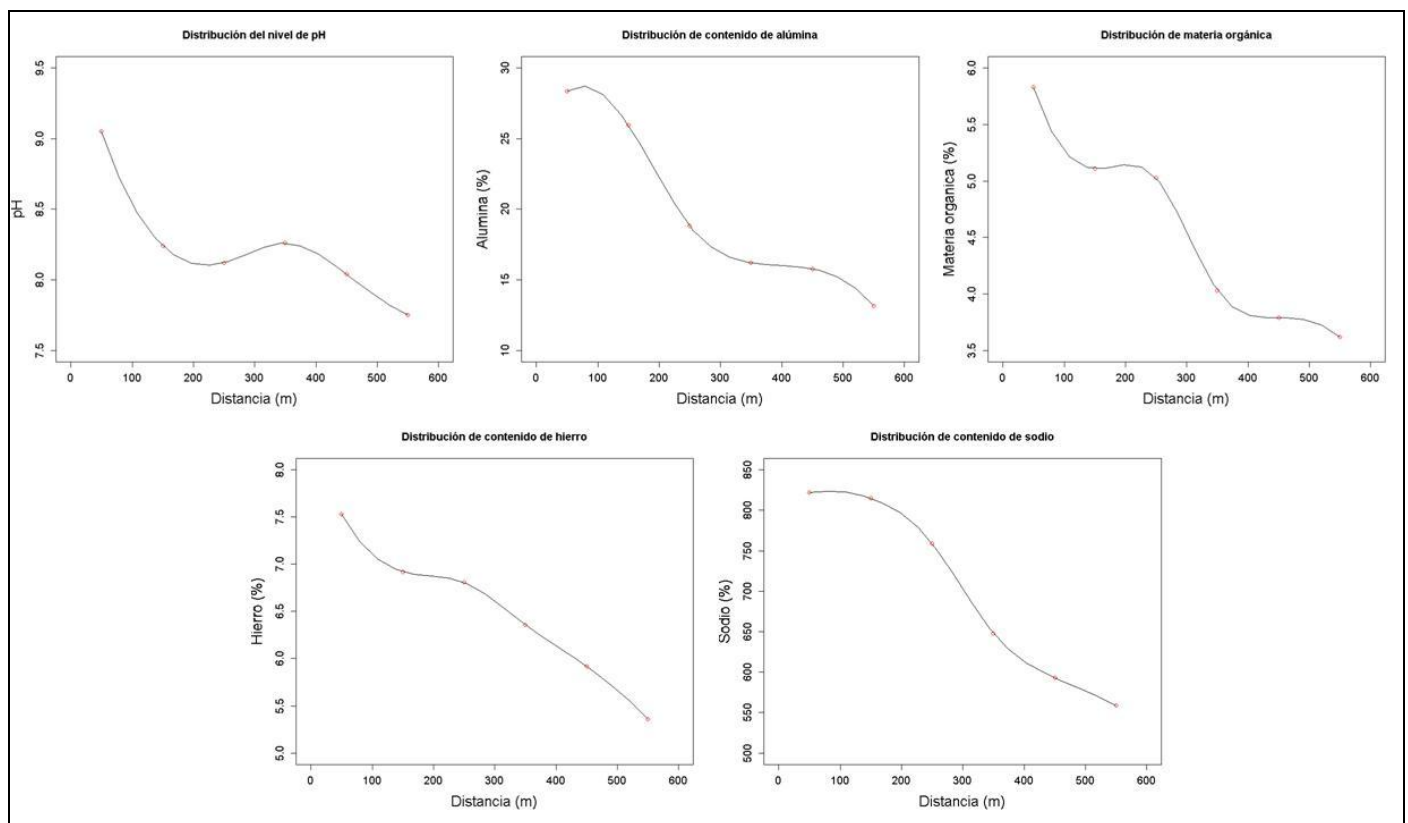 Distribución del nivel de pH
9.5
9.0
8.5
8.0
7.5
pH
0 100 200 300 400 500 600
Distancia (m)
Distribución de contenido de alúmina
30
25
20
15
10
Alumina (%)
0 100 200 300 400 500 600
Distancia (m)
Distribución de materia orgánica
6.0
5.5
5.0
4.5
4.0
3.5
Materia organica (%)
0 100 200 300 400 500 600
Distancia (m)
Distribución de contenido de hierro
8.0
7.5
7.0
6.5
6.0
5.5
5.0
Hierro (%)
0 100 200 300 400 500 600
Distancia (m)
Distribución de contenido de sodio
850
800
750
700
650
600
550
500
Sodio (%)
0 100 200 300 400 500 600
Distancia (m)